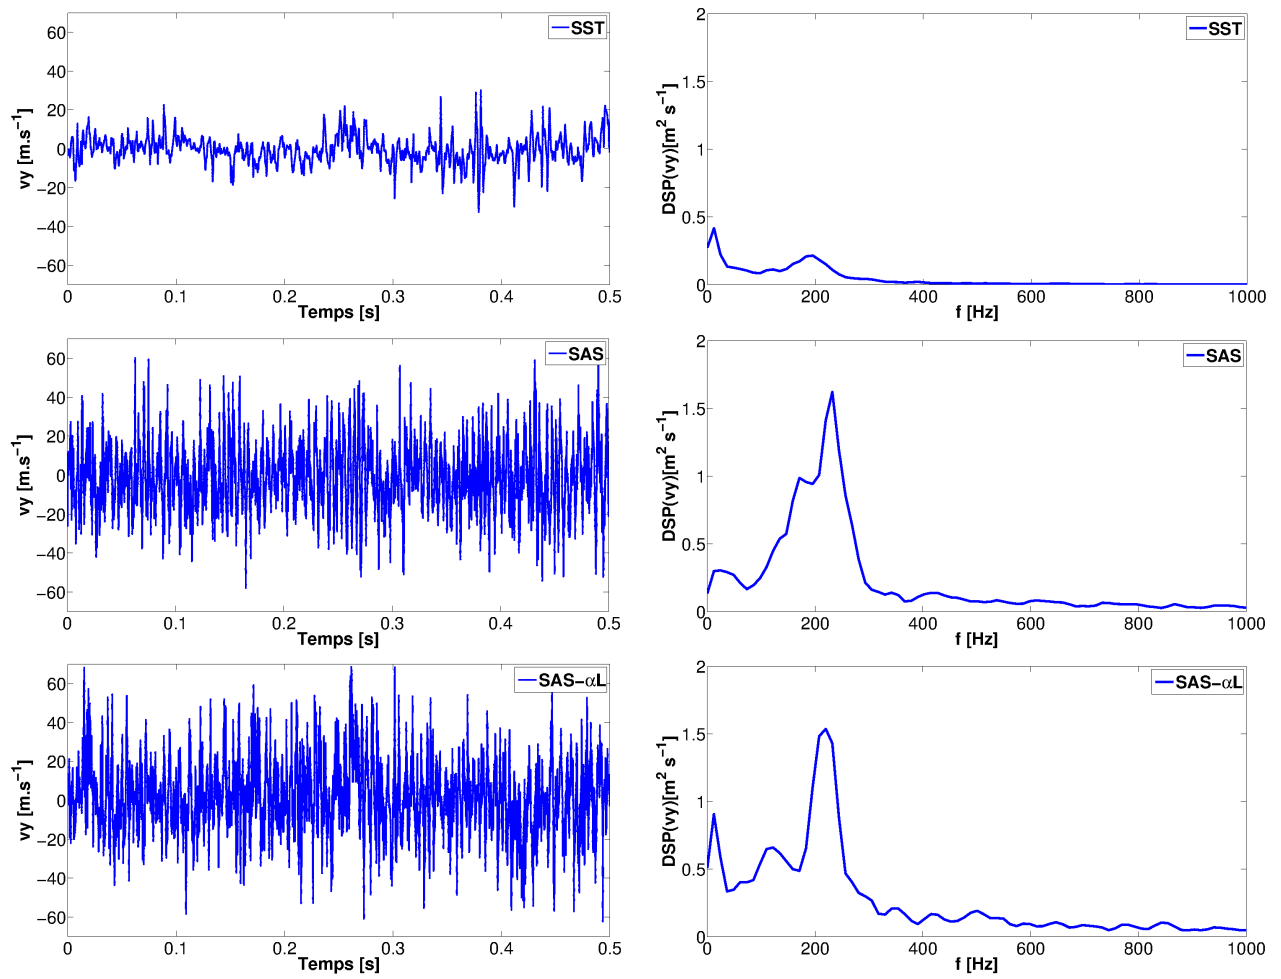 SST
vy [m.s−1]
60
40
20
0
−20
−40
−60
0 0.1 0.2 0.3 0.4 0.5
Temps [s]
SST
DSP(vy)[m2 s−1]
2
1.5
1
0.5
0
0 200 400 600 800 1000
f [Hz]
SAS
vy [m.s−1]
60
40
20
0
−20
−40
−60
0 0.1 0.2 0.3 0.4 0.5
Temps [s]
SAS
DSP(vy)[m2 s−1]
2
1.5
1
0.5
0
0 200 400 600 800 1000
f [Hz]
SAS−αL
vy [m.s−1]
60
40
20
0
−20
−40
−60
0 0.1 0.2 0.3 0.4 0.5
Temps [s]
SAS−αL
DSP(vy)[m2 s−1]
2
1.5
1
0.5
0
0 200 400 600 800 1000
f [Hz]